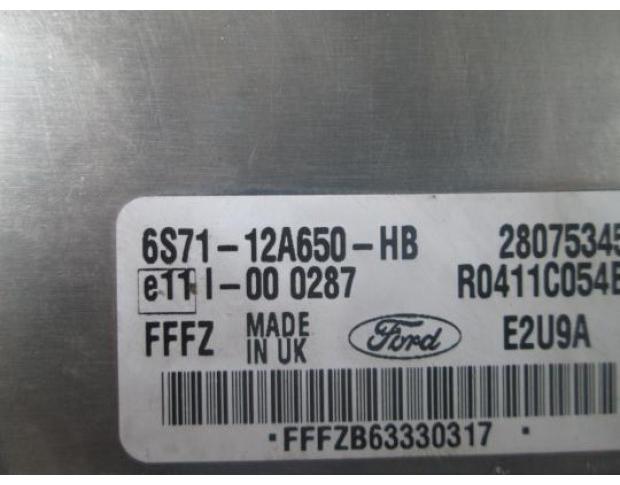 6S71-12A650-HB 28075345
e11 I-00 0287 R0411C054E
FFFZ MADE IN UK Ford E2U9A
*FFFZB63330317*